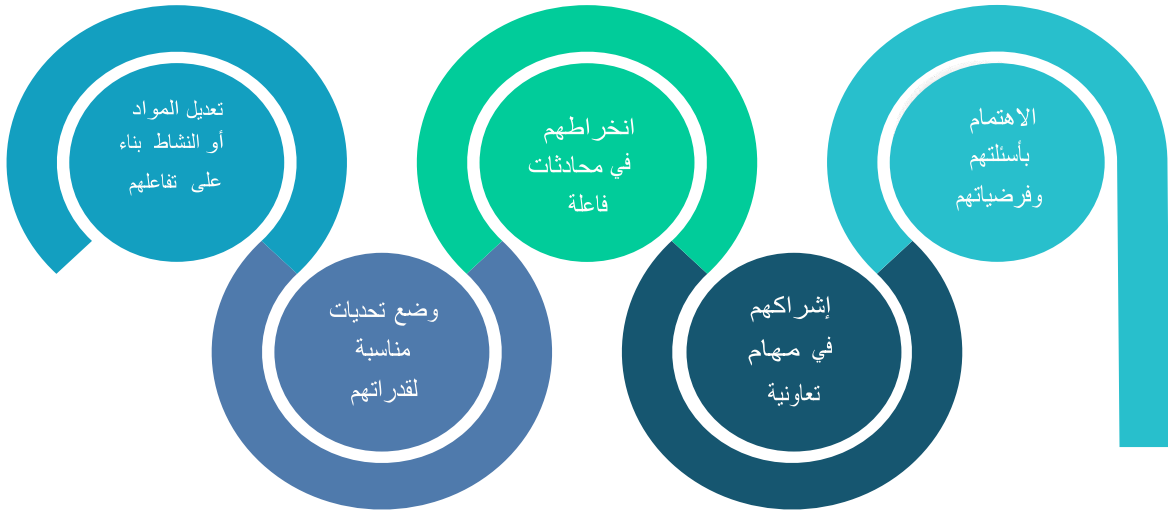 الاهتمام
بأسئلتهم
وفرضياتهم
إشراكهم
في مهام
تعاونية
انخراطهم
في محادثات
فاعلة
وضع تحديات
مناسبة
لقدراتهم
تعديل المواد
أو النشاط بناء
على تفاعلهم